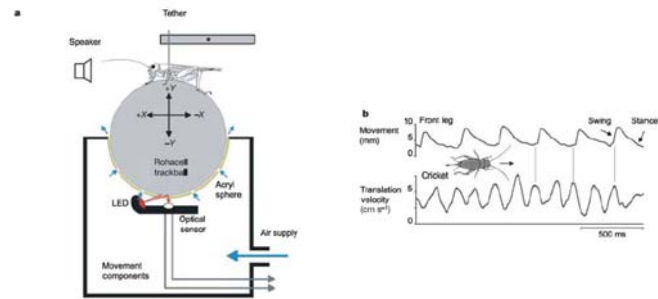 a
Tether
Speaker
+Y
+X
−X
−Y
Rohacell
trackball
Acryl
sphere
LED
Optical
sensor
Air supply
Movement
components
b
Movement
(mm)
10
5
0
Front leg
Swing
Stance
Cricket
Translation
velocity
(cm s⁻¹)
5
0
500 ms